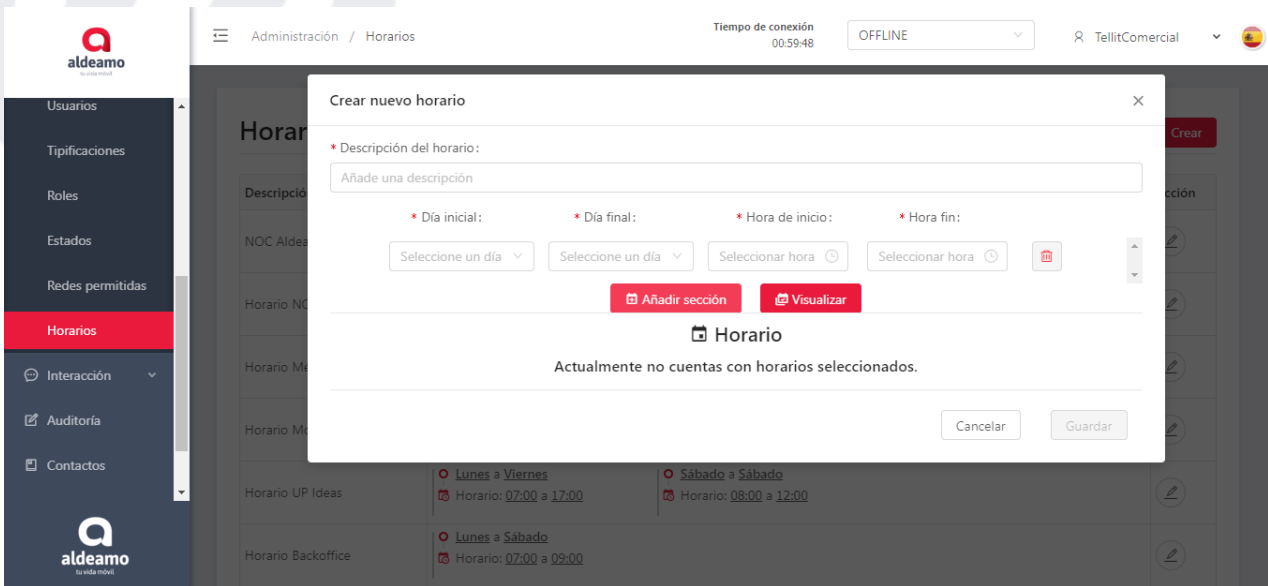 aldeamo
tu vida móvil
Administración / Horarios
Tiempo de conexión
00:59:48
OFFLINE
TellitComercial
Usuarios
Tipificaciones
Roles
Estados
Redes permitidas
Horarios
Interacción
Auditoría
Contactos
aldeamo
tu vida móvil
Horar
Crear
Descripció
cción
NOC Aldea
Horario NO
Horario Me
Horario Mo
Crear nuevo horario
* Descripción del horario:
Añade una descripción
* Día inicial: * Día final: * Hora de inicio: * Hora fin:
Seleccione un día Seleccione un día Seleccionar hora Seleccionar hora
Añadir sección Visualizar
Horario
Actualmente no cuentas con horarios seleccionados.
Cancelar Guardar
Horario UP Ideas
Lunes a Viernes
Horario: 07:00 a 17:00
Sábado a Sábado
Horario: 08:00 a 12:00
Horario Backoffice
Lunes a Sábado
Horario: 07:00 a 09:00